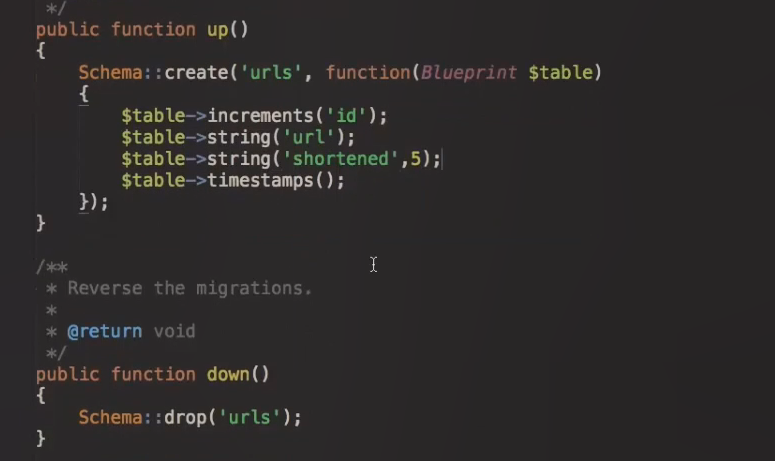 */
public function up()
{
Schema::create('urls', function(Blueprint $table)
{
$table->increments('id');
$table->string('url');
$table->string('shortened',5);
$table->timestamps();
});
}
/**
* Reverse the migrations.
*
* @return void
*/
public function down()
{
Schema::drop('urls');
}